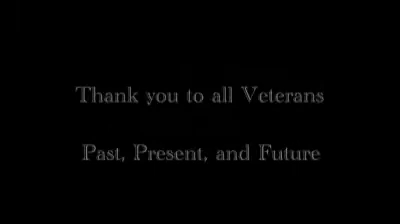 Thank you to all Veterans
Past, Present, and Future